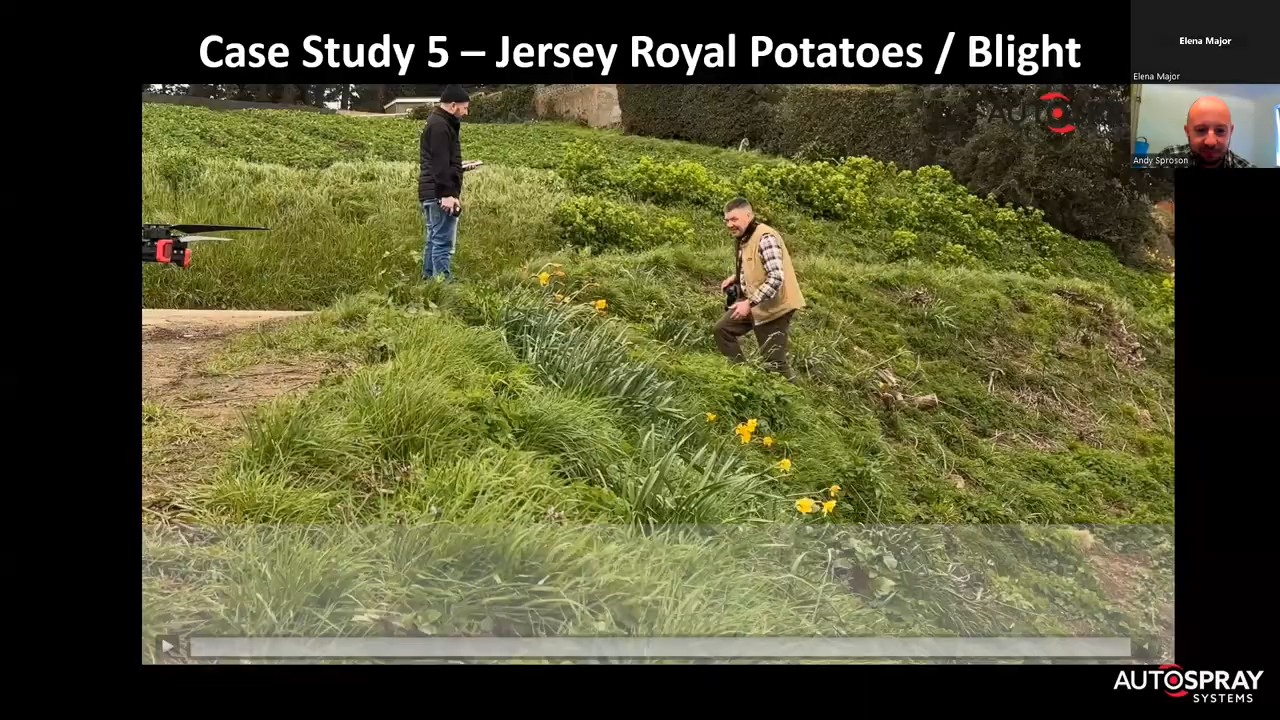 Case Study 5 – Jersey Royal Potatoes / Blight
Elena Major
Elena Major
Andy Sproson
AUTOSPRAY
SYSTEMS